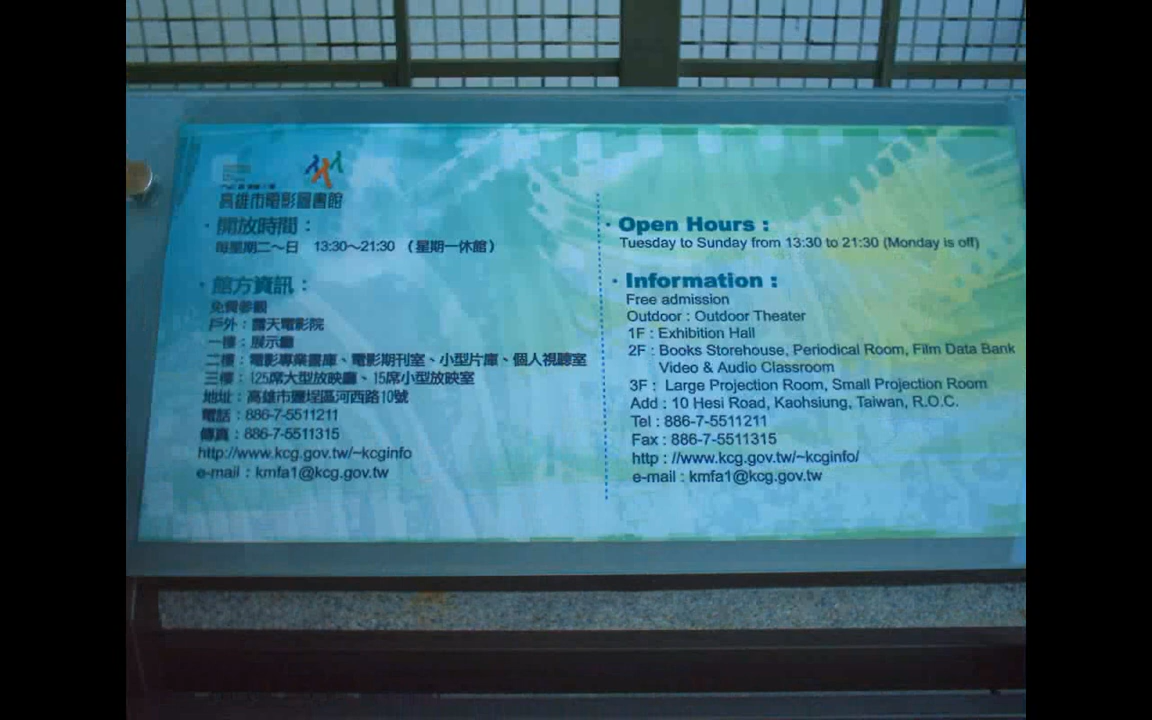 高雄市電影圖書館
· 開放時間：
每星期二～日 13:30～21:30 （星期一休館）
· 館方資訊：
免費參觀
戶外：露天電影院
一樓：展示廳
二樓：電影專業書庫、電影期刊室、小型片庫、個人視聽室
三樓：125席大型放映廳、15席小型放映室
地址：高雄市鹽埕區河西路10號
電話：886-7-5511211
傳真：886-7-5511315
http://www.kcg.gov.tw/~kcginfo
e-mail : kmfa1@kcg.gov.tw
· Open Hours :
Tuesday to Sunday from 13:30 to 21:30 (Monday is off)
· Information :
Free admission
Outdoor : Outdoor Theater
1F : Exhibition Hall
2F : Books Storehouse, Periodical Room, Film Data Bank
Video & Audio Classroom
3F : Large Projection Room, Small Projection Room
Add : 10 Hesi Road, Kaohsiung, Taiwan, R.O.C.
Tel : 886-7-5511211
Fax : 886-7-5511315
http : //www.kcg.gov.tw/~kcginfo/
e-mail : kmfa1@kcg.gov.tw